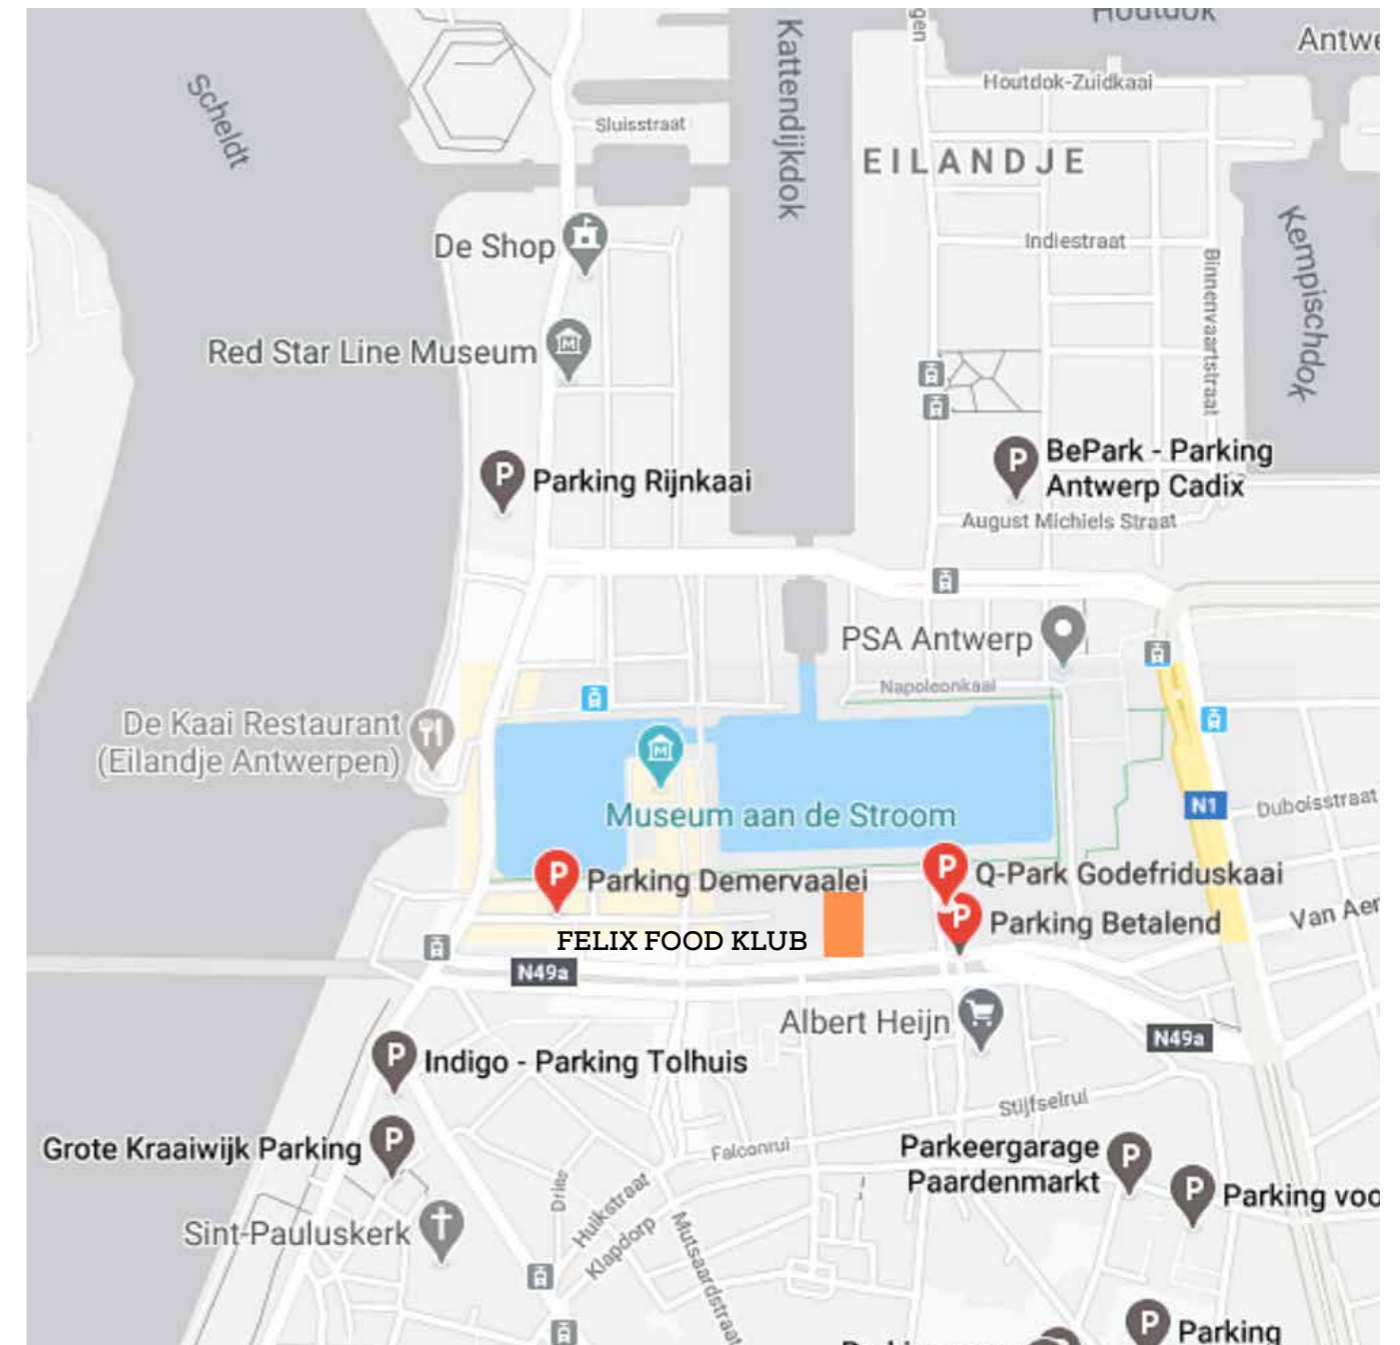 Houtdok
gen
Antwe
Kattendijkdok
Houtdok-Zuidkaai
Scheldt
Sluisstraat
EILANDJE
De Shop
Indiestraat
Kempischdok
Binnenvaartstraat
Red Star Line Museum
BePark - Parking
Antwerp Cadix
Parking Rijnkaai
August Michiels Straat
PSA Antwerp
Napoleonkaai
De Kaai Restaurant
(Eilandje Antwerpen)
Museum aan de Stroom
N1
Duboisstraat
Parking Demervaalei
Q-Park Godefriduskaai
Parking Betalend
Van Aer
FELIX FOOD KLUB
N49a
Albert Heijn
N49a
Indigo - Parking Tolhuis
Stijfselrui
Grote Kraaiwijk Parking
Falconrui
Parkeergarage
Paardenmarkt
Dries
Huikstraat
Parking voo
Sint-Pauluskerk
Klapdorp
Mutsaardstraat
Parking